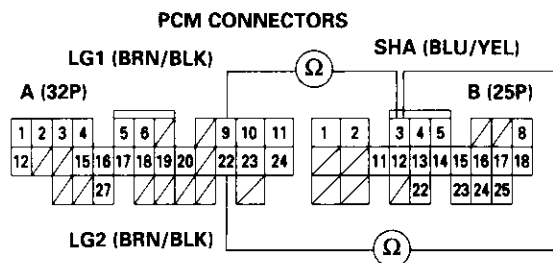 PCM CONNECTORS
LG1 (BRN/BLK) SHA (BLU/YEL)
Ω
A (32P) B (25P)
1 2 3 4 5 6 9 10 11 1 2 3 4 5 8
12 15 16 17 18 19 20 22 23 24 11 12 13 14 15 16 17 18
27 22 23 24 25
LG2 (BRN/BLK)
Ω